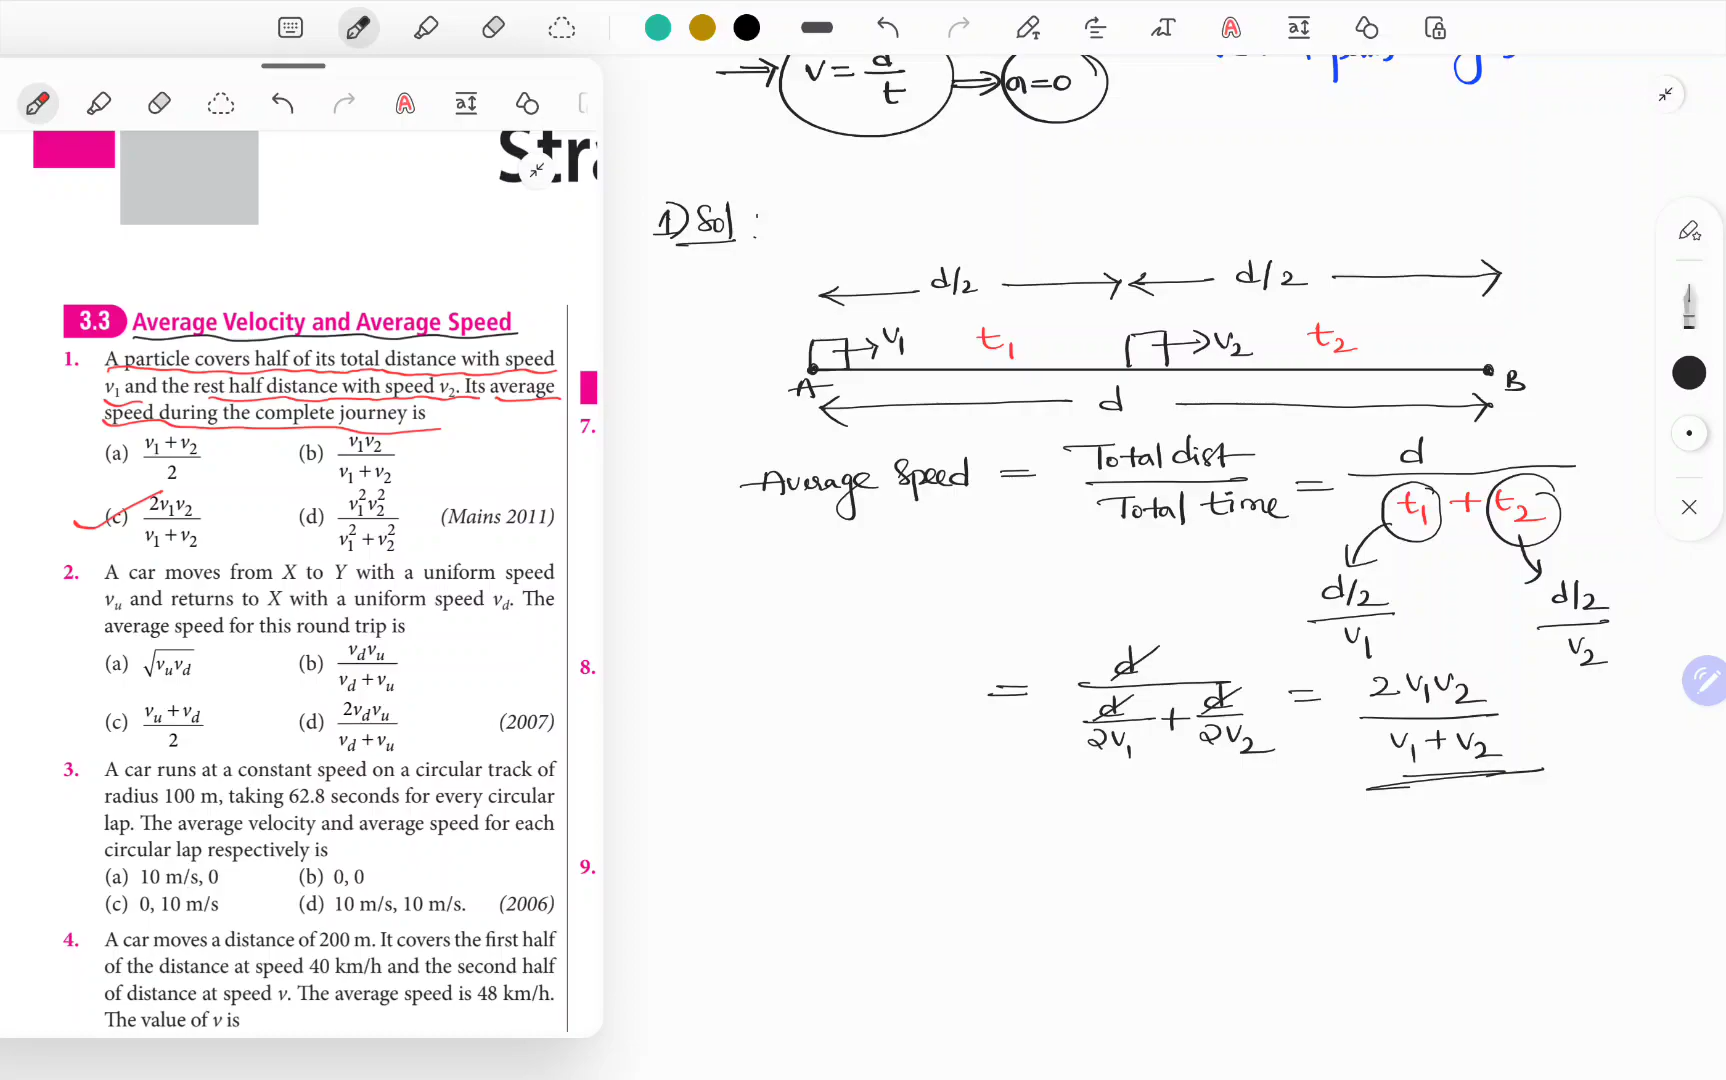 Str
3.3 Average Velocity and Average Speed
1. A particle covers half of its total distance with speed
v₁ and the rest half distance with speed v₂. Its average
speed during the complete journey is
(a) (v₁ + v₂)/2 (b) v₁v₂/(v₁ + v₂)
(c) 2v₁v₂/(v₁ + v₂) (d) v₁²v₂²/(v₁² + v₂²) (Mains 2011)
2. A car moves from X to Y with a uniform speed
vᵤ and returns to X with a uniform speed v_d. The
average speed for this round trip is
(a) √(vᵤv_d) (b) v_dvᵤ/(v_d + vᵤ)
(c) (vᵤ + v_d)/2 (d) 2v_dvᵤ/(v_d + vᵤ) (2007)
3. A car runs at a constant speed on a circular track of
radius 100 m, taking 62.8 seconds for every circular
lap. The average velocity and average speed for each
circular lap respectively is
(a) 10 m/s, 0 (b) 0, 0
(c) 0, 10 m/s (d) 10 m/s, 10 m/s. (2006)
4. A car moves a distance of 200 m. It covers the first half
of the distance at speed 40 km/h and the second half
of distance at speed v. The average speed is 48 km/h.
The value of v is
7.
8.
9.
⇒ v = d/t ⇒ a=0
1) Sol :
d/2 d/2
v₁ t₁ v₂ t₂
A B
d
Average Speed = Total dist/Total time = d/(t₁ + t₂)
(d/2)/v₁ (d/2)/v₂
= d/(d/2v₁ + d/2v₂) = 2v₁v₂/(v₁ + v₂)